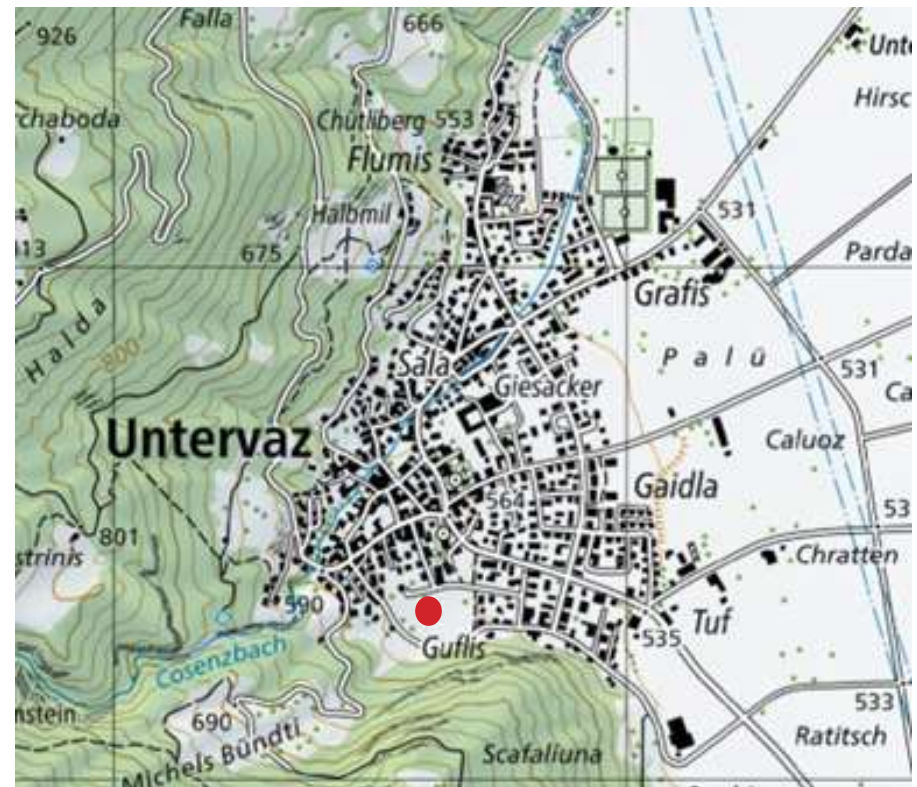 Falla
666
926
Unte
Hirsc
chaboda
Chütliberg
553
Flumis
Halbmil
531
13
675
Parda
Grafis
Halda
800
Sala
Palü
Giesacker
531
Ca
Untervaz
Caluoz
Gaidla
564
53
801
strinis
Chratten
590
Tuf
535
Guflis
Cosenzbach
533
nstein
690
Ratitsch
Michels Bündti
Scafaliuna